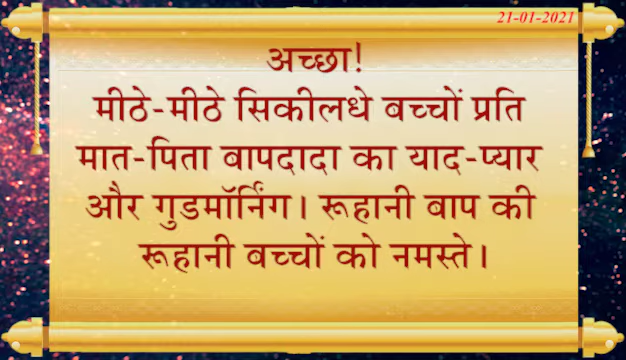 21-01-2021
अच्छा!
मीठे-मीठे सिकीलधे बच्चों प्रति
मात-पिता बापदादा का याद-प्यार
और गुडमॉर्निंग। रूहानी बाप की
रूहानी बच्चों को नमस्ते।